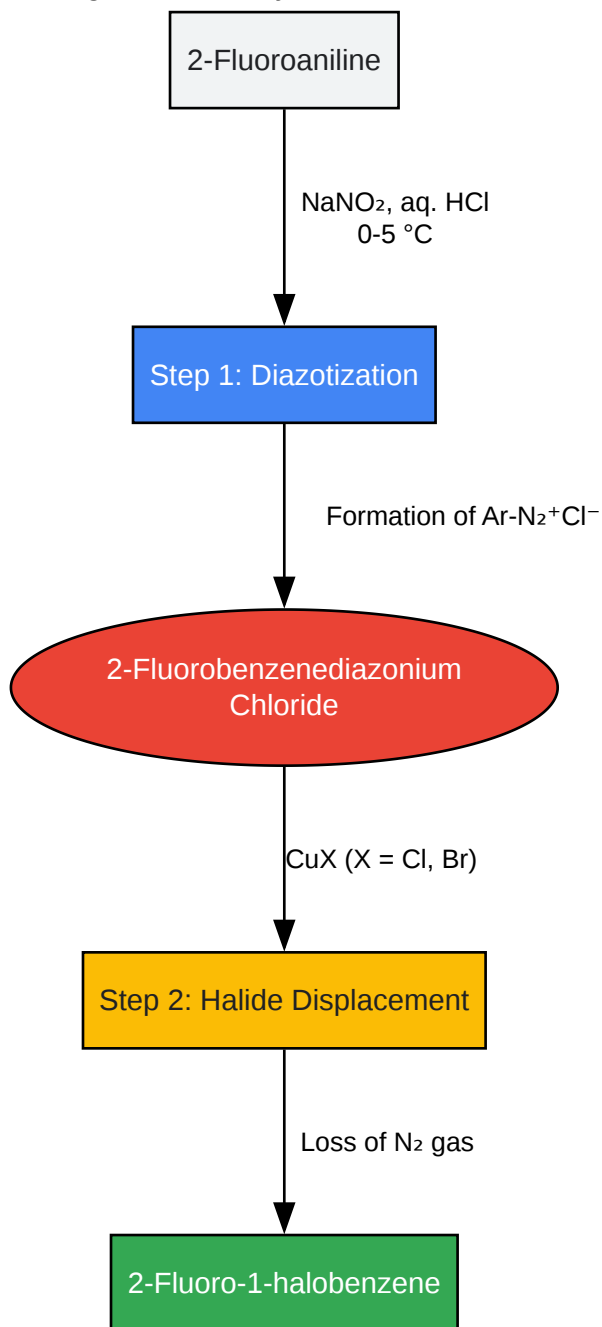 2-Fluoroaniline
NaNO₂, aq. HCl
0-5 °C
Step 1: Diazotization
Formation of Ar-N₂⁺Cl⁻
2-Fluorobenzenediazonium
Chloride
CuX (X = Cl, Br)
Step 2: Halide Displacement
Loss of N₂ gas
2-Fluoro-1-halobenzene